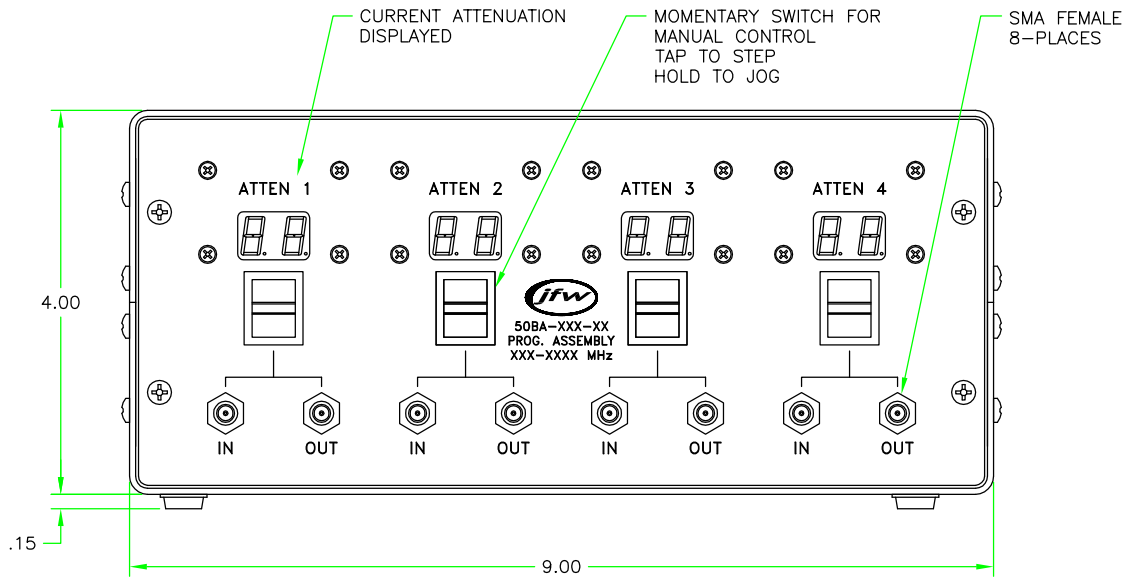 CURRENT ATTENUATION
DISPLAYED
MOMENTARY SWITCH FOR
MANUAL CONTROL
TAP TO STEP
HOLD TO JOG
SMA FEMALE
8-PLACES
ATTEN 1
ATTEN 2
ATTEN 3
ATTEN 4
8.8.
8.8.
8.8.
8.8.
4.00
jfw
50BA-XXX-XX
PROG. ASSEMBLY
XXX-XXXX MHz
IN
OUT
IN
OUT
IN
OUT
IN
OUT
.15
9.00